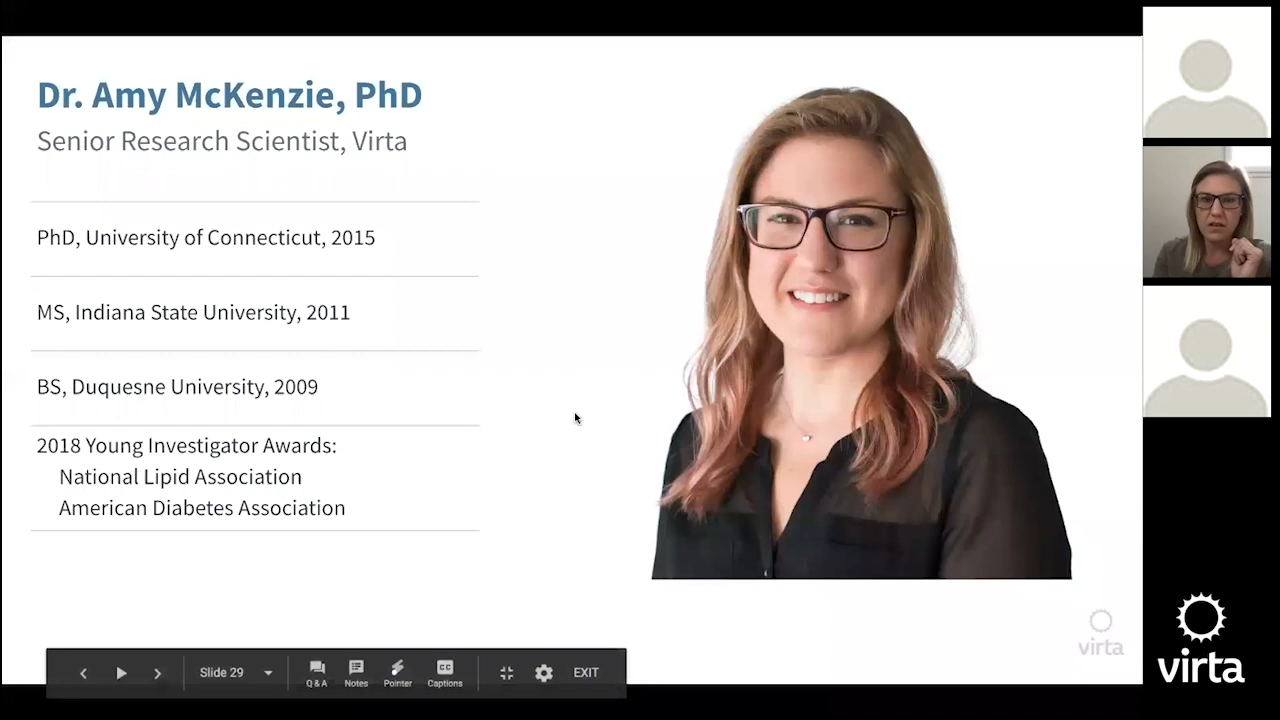 Dr. Amy McKenzie, PhD
Senior Research Scientist, Virta
PhD, University of Connecticut, 2015
MS, Indiana State University, 2011
BS, Duquesne University, 2009
2018 Young Investigator Awards:
National Lipid Association
American Diabetes Association
virta
Slide 29
Q & A
Notes
Pointer
CC
Captions
EXIT
virta